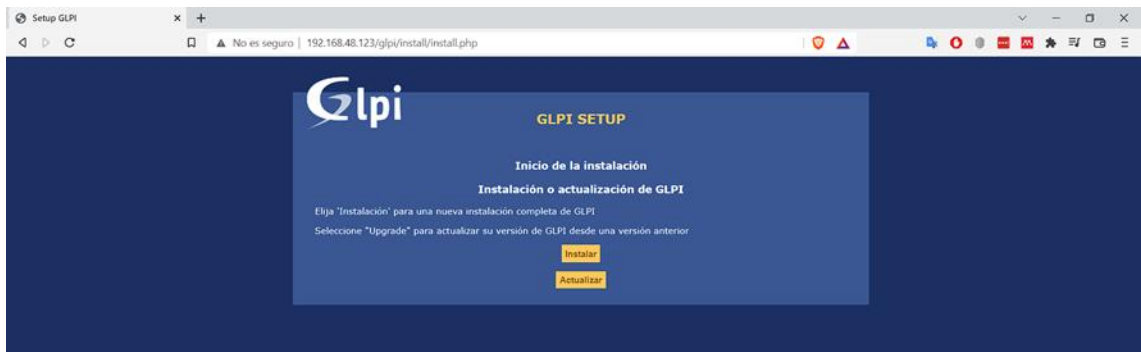 Setup GLPI
No es seguro | 192.168.48.123/glpi/install/install.php
Glpi
GLPI SETUP
Inicio de la instalación
Instalación o actualización de GLPI
Elija 'Instalación' para una nueva instalación completa de GLPI
Seleccione "Upgrade" para actualizar su versión de GLPI desde una versión anterior
Instalar
Actualizar